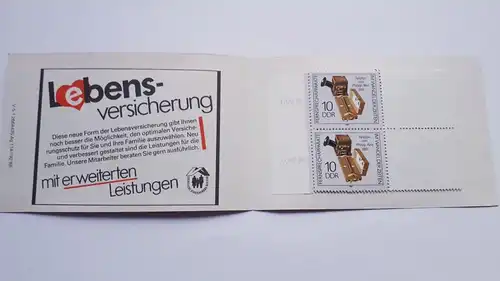 Lebens-
versicherung
Diese neue Form der Lebensversicherung gibt Ihnen
noch besser die Möglichkeit, den optimalen Versiche-
rungsschutz für Sie und Ihre Familie auszuwählen. Neu
und verbessert gestaltet sind die Leistungen für die
Familie. Unsere Mitarbeiter beraten Sie gern ausführlich.
mit erweiterten
Leistungen
10
DDR
10
DDR